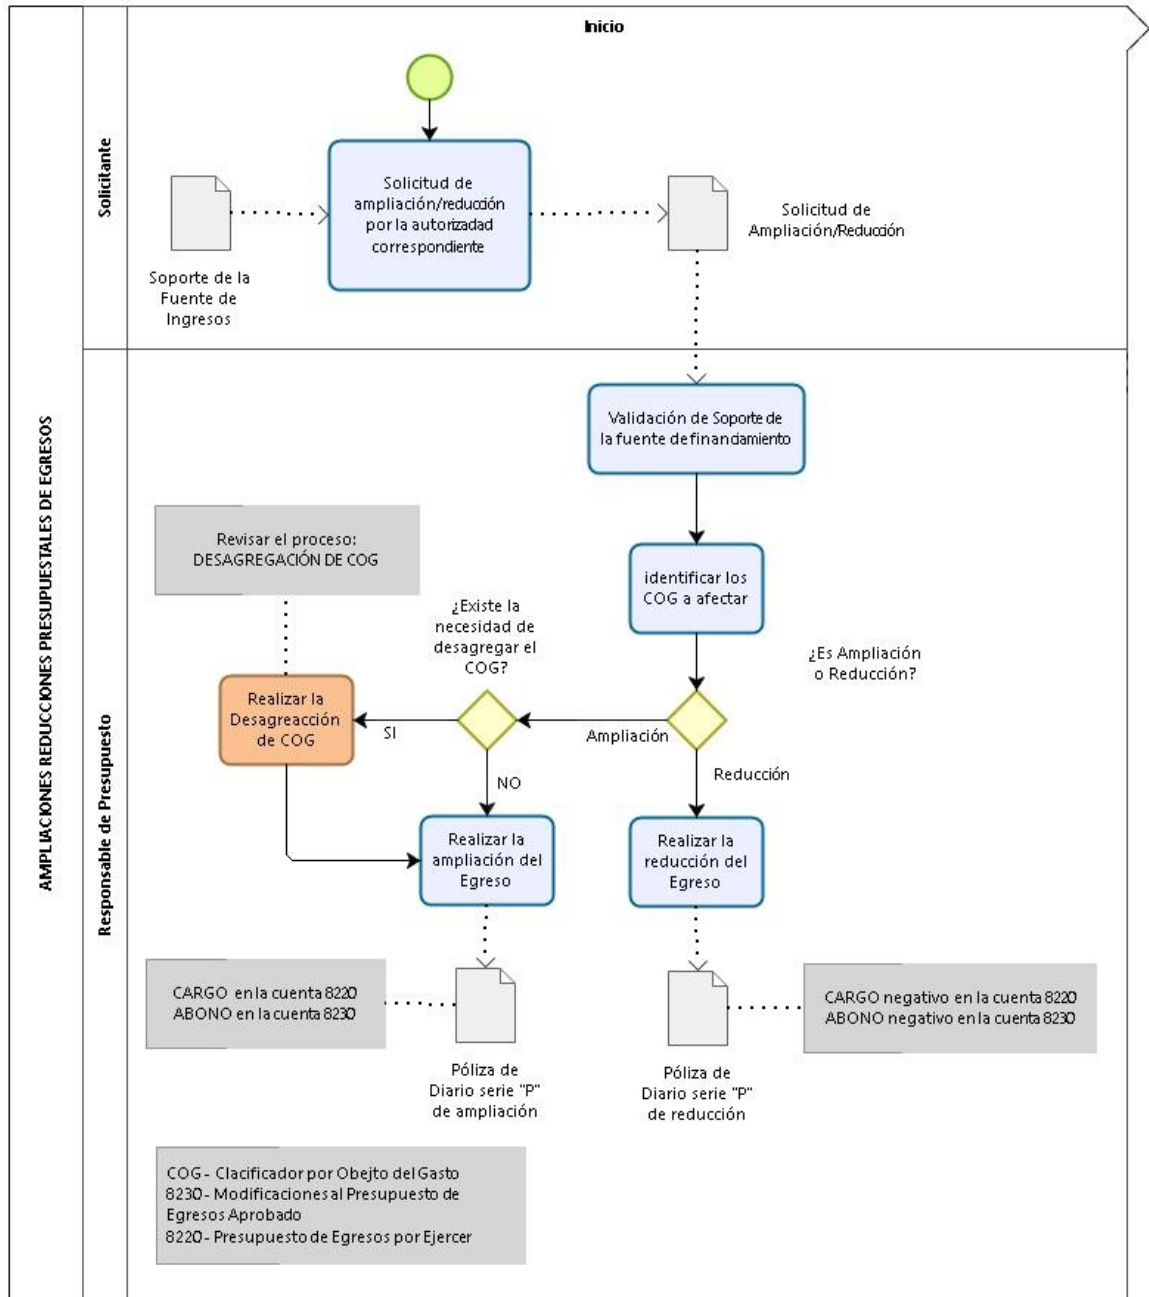 Inicio
AMPLIACIONES REDUCCIONES PRESUPUESTALES DE EGRESOS
Solicitante
Solicitud de
ampliación/reducción
por la autorizadad
correspondiente
Soporte de la
Fuente de
Ingresos
Solicitud de
Ampliación/Reducción
Responsable de Presupuesto
Validación de Soporte de
la fuente de financiamiento
Revisar el proceso:
DESAGREGACIÓN DE COG
identificar los
COG a afectar
¿Existe la
necesidad de
desagregar el
COG?
¿Es Ampliación
o Reducción?
Realizar la
Desagreacción
de COG
SI
Ampliación
NO
Reducción
Realizar la
ampliación del
Egreso
Realizar la
reducción del
Egreso
CARGO en la cuenta 8220
ABONO en la cuenta 8230
CARGO negativo en la cuenta 8220
ABONO negativo en la cuenta 8230
Póliza de
Diario serie "P"
de ampliación
Póliza de
Diario serie "P"
de reducción
COG - Clacificador por Obejto del Gasto
8230 - Modificaciones al Presupuesto de
Egresos Aprobado
8220 - Presupuesto de Egresos por Ejercer